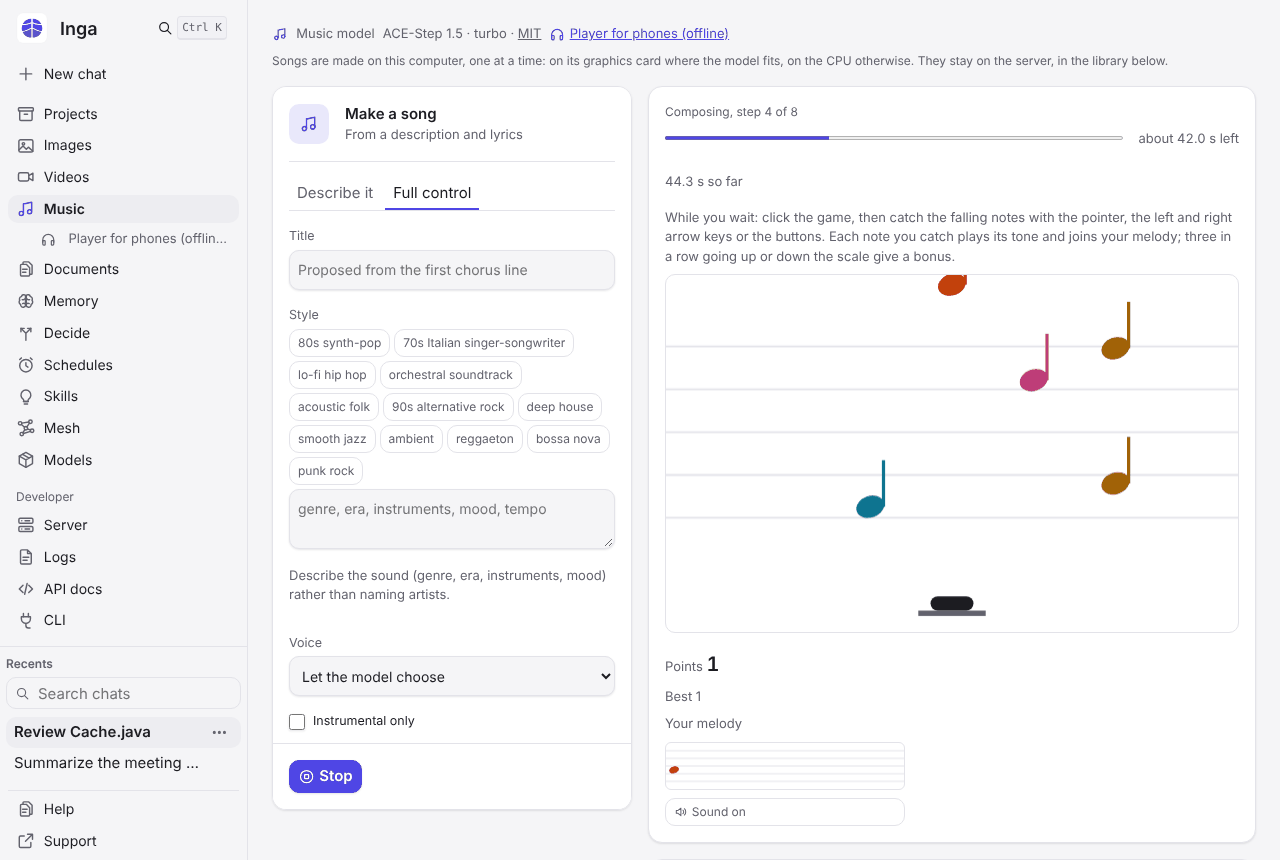 Inga
Ctrl K
New chat
Projects
Images
Videos
Music
Player for phones (offlin...
Documents
Memory
Decide
Schedules
Skills
Mesh
Models
Developer
Server
Logs
API docs
CLI
Recents
Search chats
Review Cache.java
Summarize the meeting ...
Help
Support
Music model ACE-Step 1.5 · turbo · MIT Player for phones (offline)
Songs are made on this computer, one at a time: on its graphics card where the model fits, on the CPU otherwise. They stay on the server, in the library below.
Make a song
From a description and lyrics
Describe it Full control
Title
Proposed from the first chorus line
Style
80s synth-pop 70s Italian singer-songwriter
lo-fi hip hop orchestral soundtrack
acoustic folk 90s alternative rock deep house
smooth jazz ambient reggaeton bossa nova
punk rock
genre, era, instruments, mood, tempo
Describe the sound (genre, era, instruments, mood)
rather than naming artists.
Voice
Let the model choose
Instrumental only
Stop
Composing, step 4 of 8
about 42.0 s left
44.3 s so far
While you wait: click the game, then catch the falling notes with the pointer, the left and right
arrow keys or the buttons. Each note you catch plays its tone and joins your melody; three in
a row going up or down the scale give a bonus.
Points 1
Best 1
Your melody
Sound on